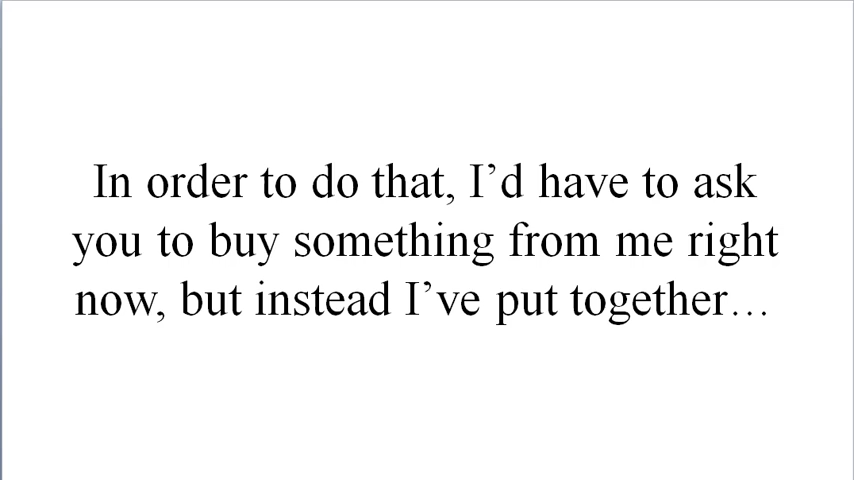 In order to do that, I’d have to ask
you to buy something from me right
now, but instead I’ve put together…